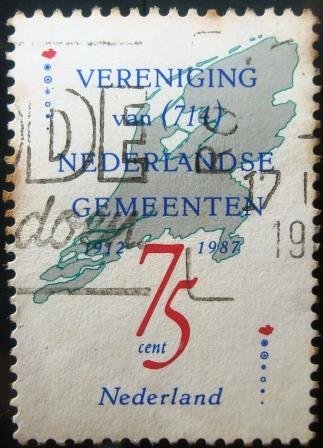 VERENIGING
van (714)
NEDERLANDSE
GEMEENTEN
1912 1987
75
cent
Nederland